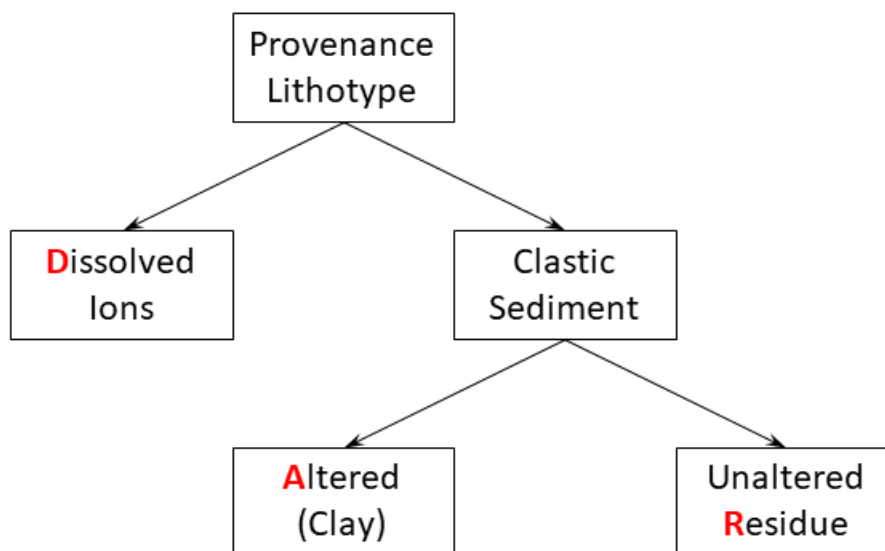 Provenance
Lithotype
Dissolved
Ions
Clastic
Sediment
Altered
(Clay)
Unaltered
Residue